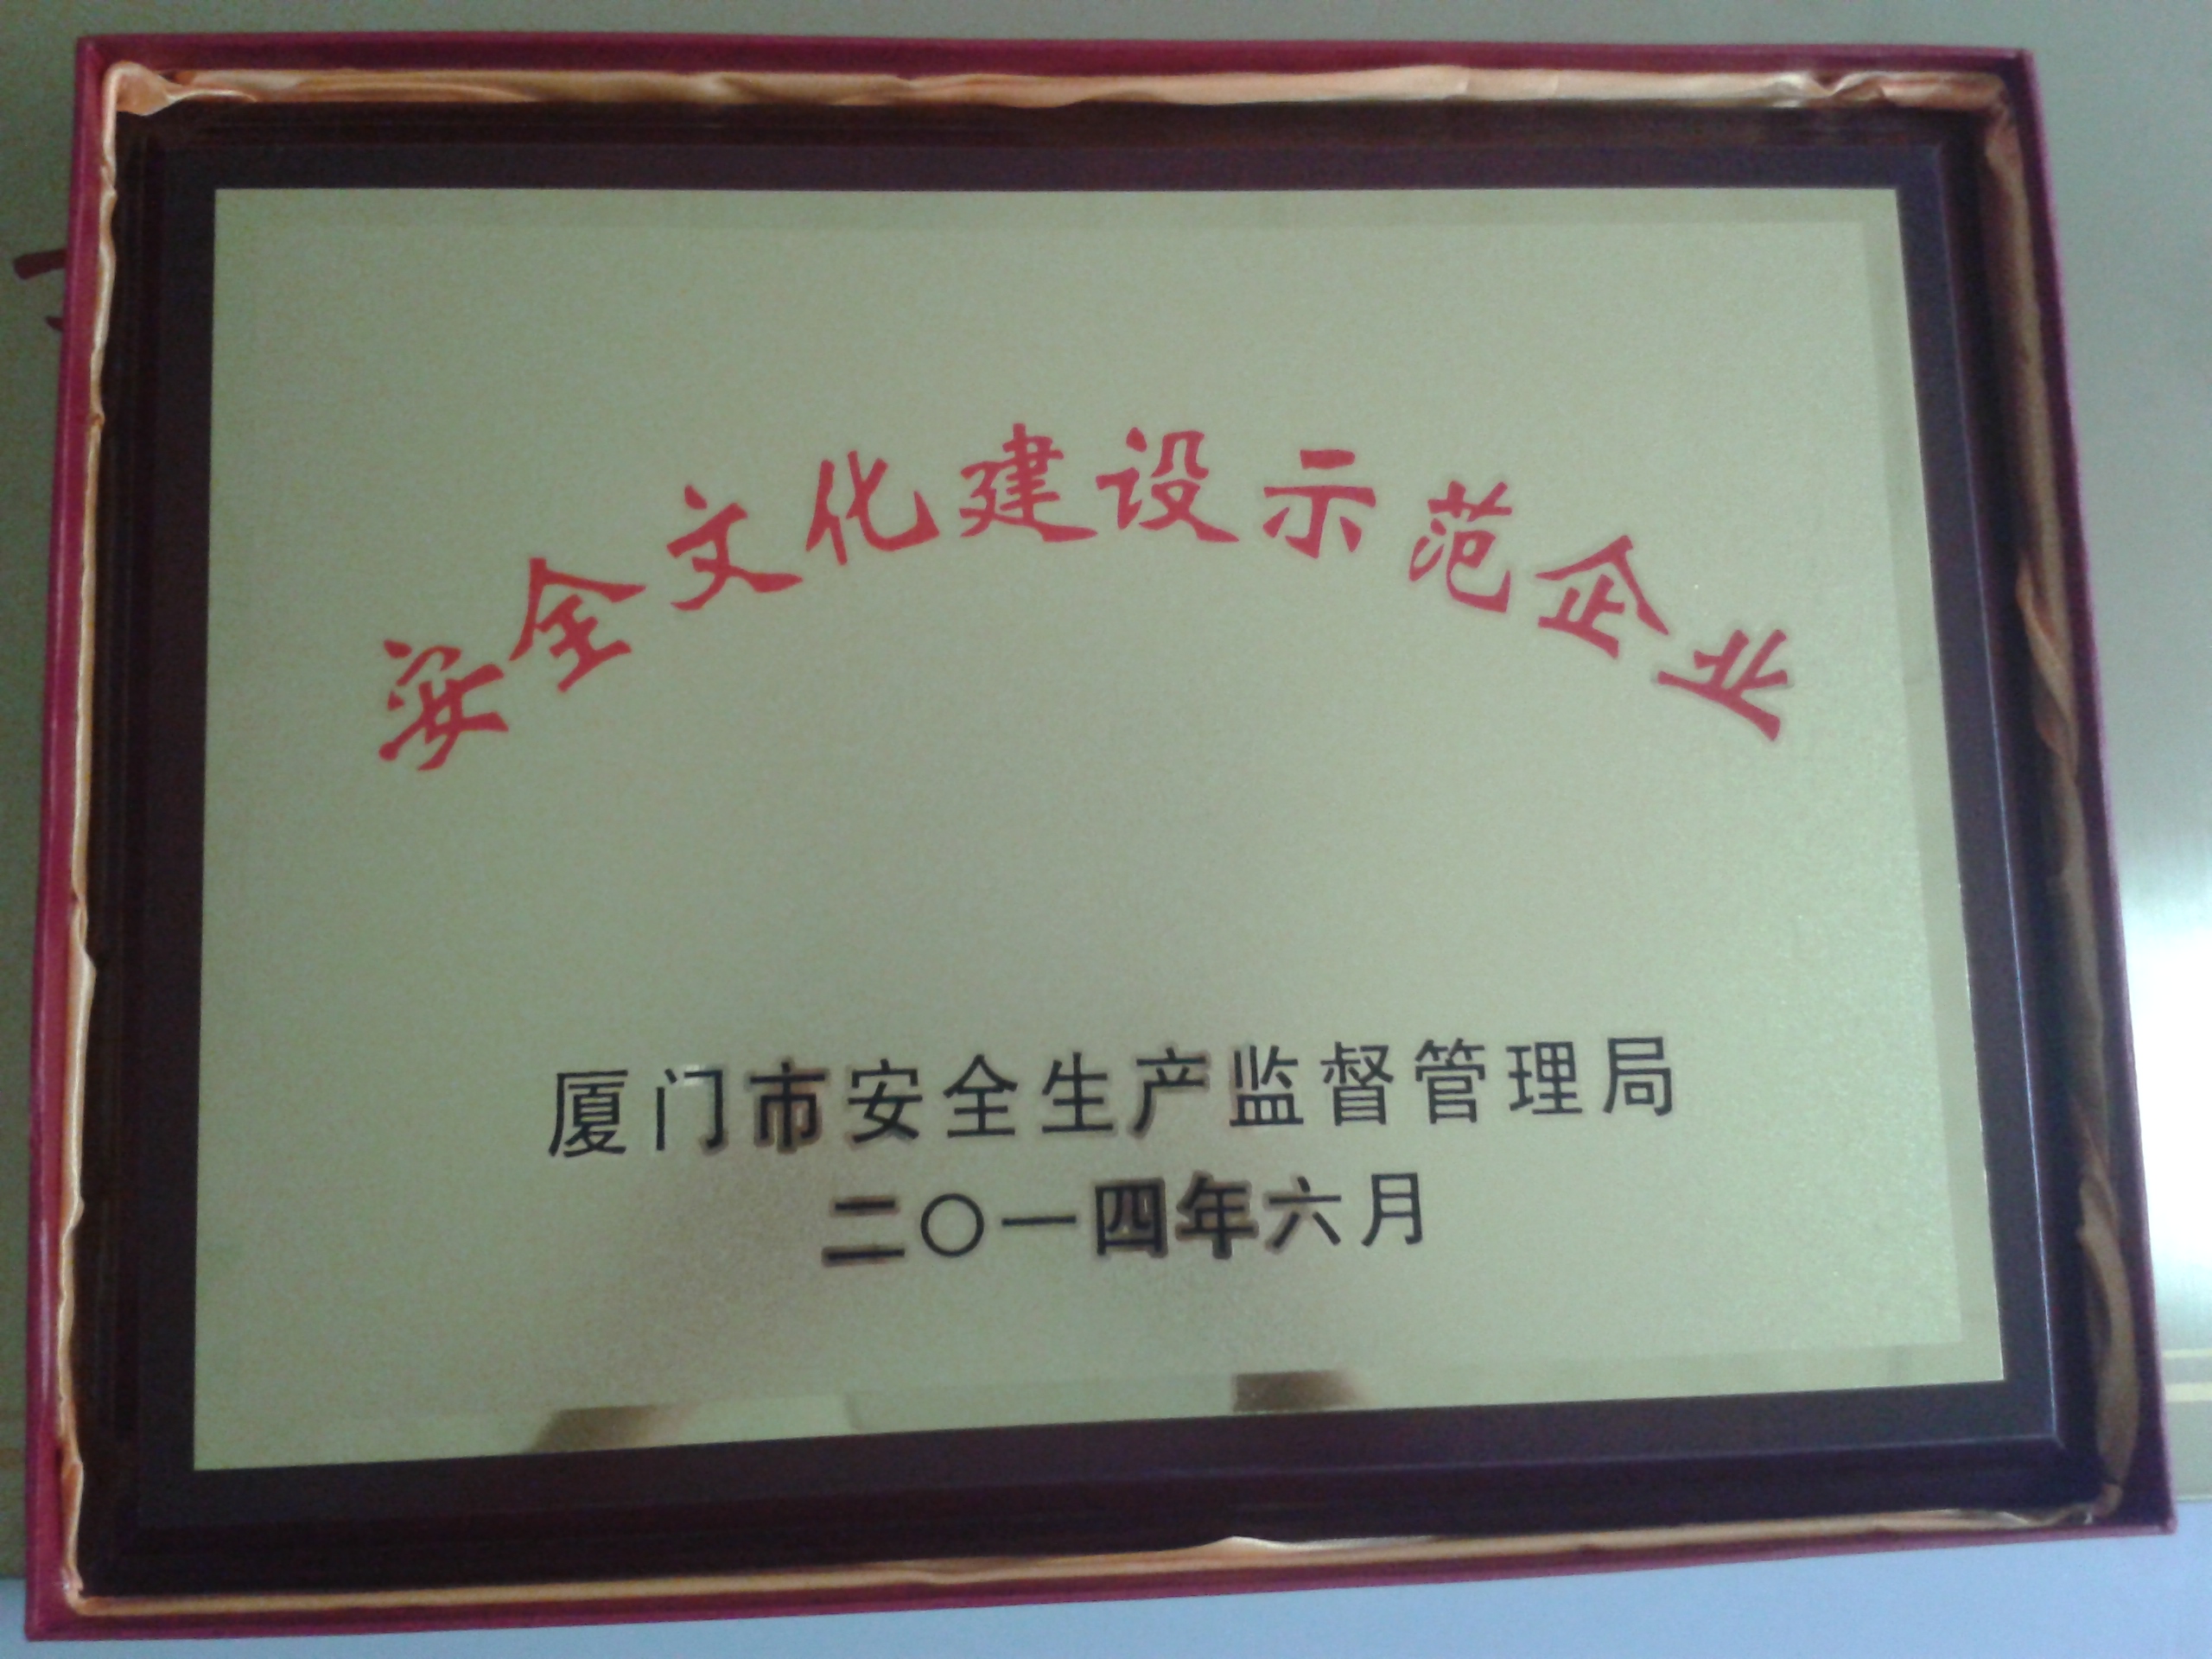 安全文化建设示范企业
厦门市安全生产监督管理局
二〇一四年六月